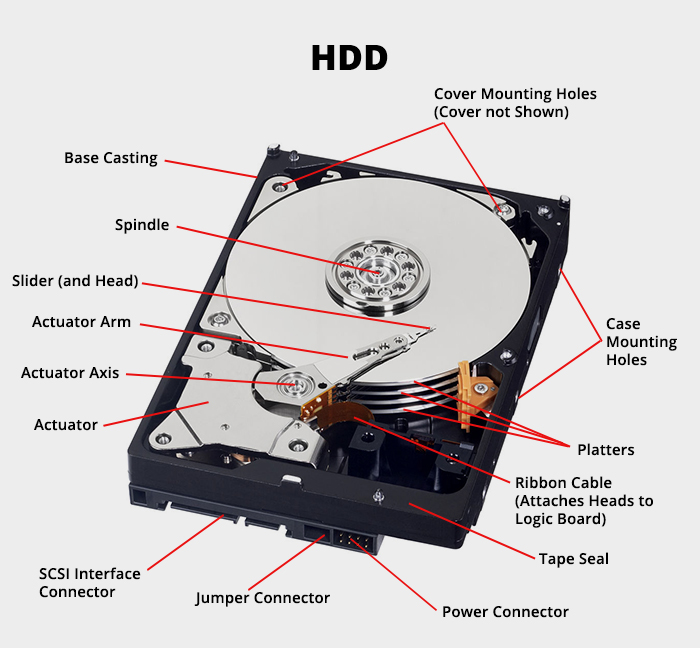 HDD
Cover Mounting Holes
(Cover not Shown)
Base Casting
Spindle
Slider (and Head)
Actuator Arm
Case
Mounting
Holes
Actuator Axis
Actuator
Platters
Ribbon Cable
(Attaches Heads to
Logic Board)
Tape Seal
SCSI Interface
Connector
Jumper Connector
Power Connector